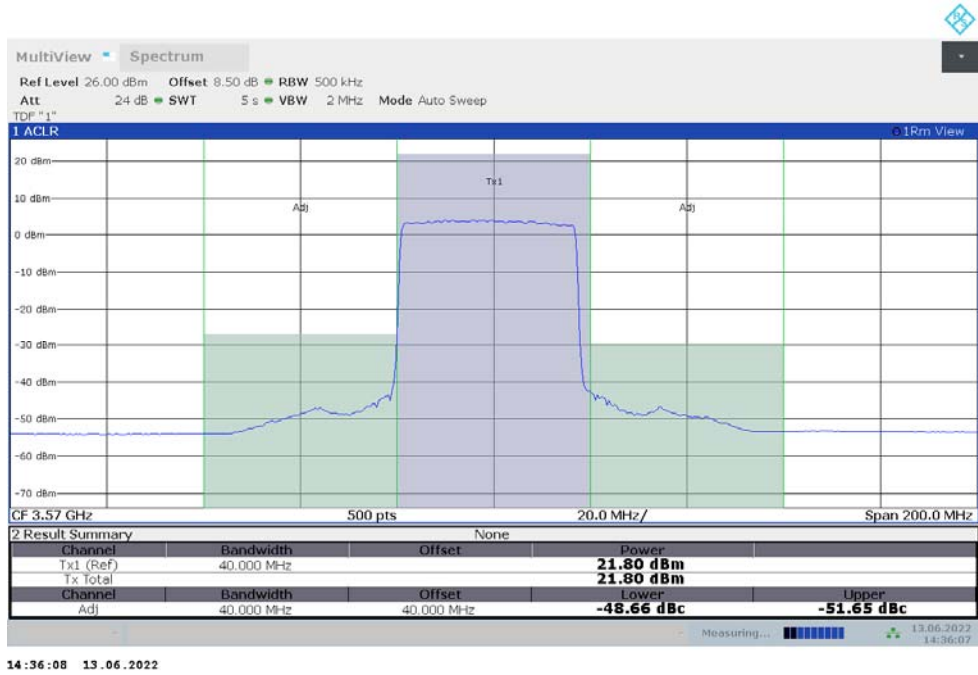 R S
MultiView Spectrum
Ref Level 26.00 dBm Offset 8.50 dB RBW 500 kHz
Att 24 dB SWT 5 s VBW 2 MHz Mode Auto Sweep
TDF "1"
1 ACLR 1Rm View
20 dBm
Tx1
10 dBm
Adj Adj
0 dBm
-10 dBm
-20 dBm
-30 dBm
-40 dBm
-50 dBm
-60 dBm
-70 dBm
CF 3.57 GHz 500 pts 20.0 MHz/ Span 200.0 MHz
2 Result Summary None
Channel Bandwidth Offset Power
Tx1 (Ref) 40.000 MHz 21.80 dBm
Tx Total 21.80 dBm
Channel Bandwidth Offset Lower Upper
Adj 40.000 MHz 40.000 MHz -48.66 dBc -51.65 dBc
Measuring... 13.06.2022
14:36:07
14:36:08 13.06.2022